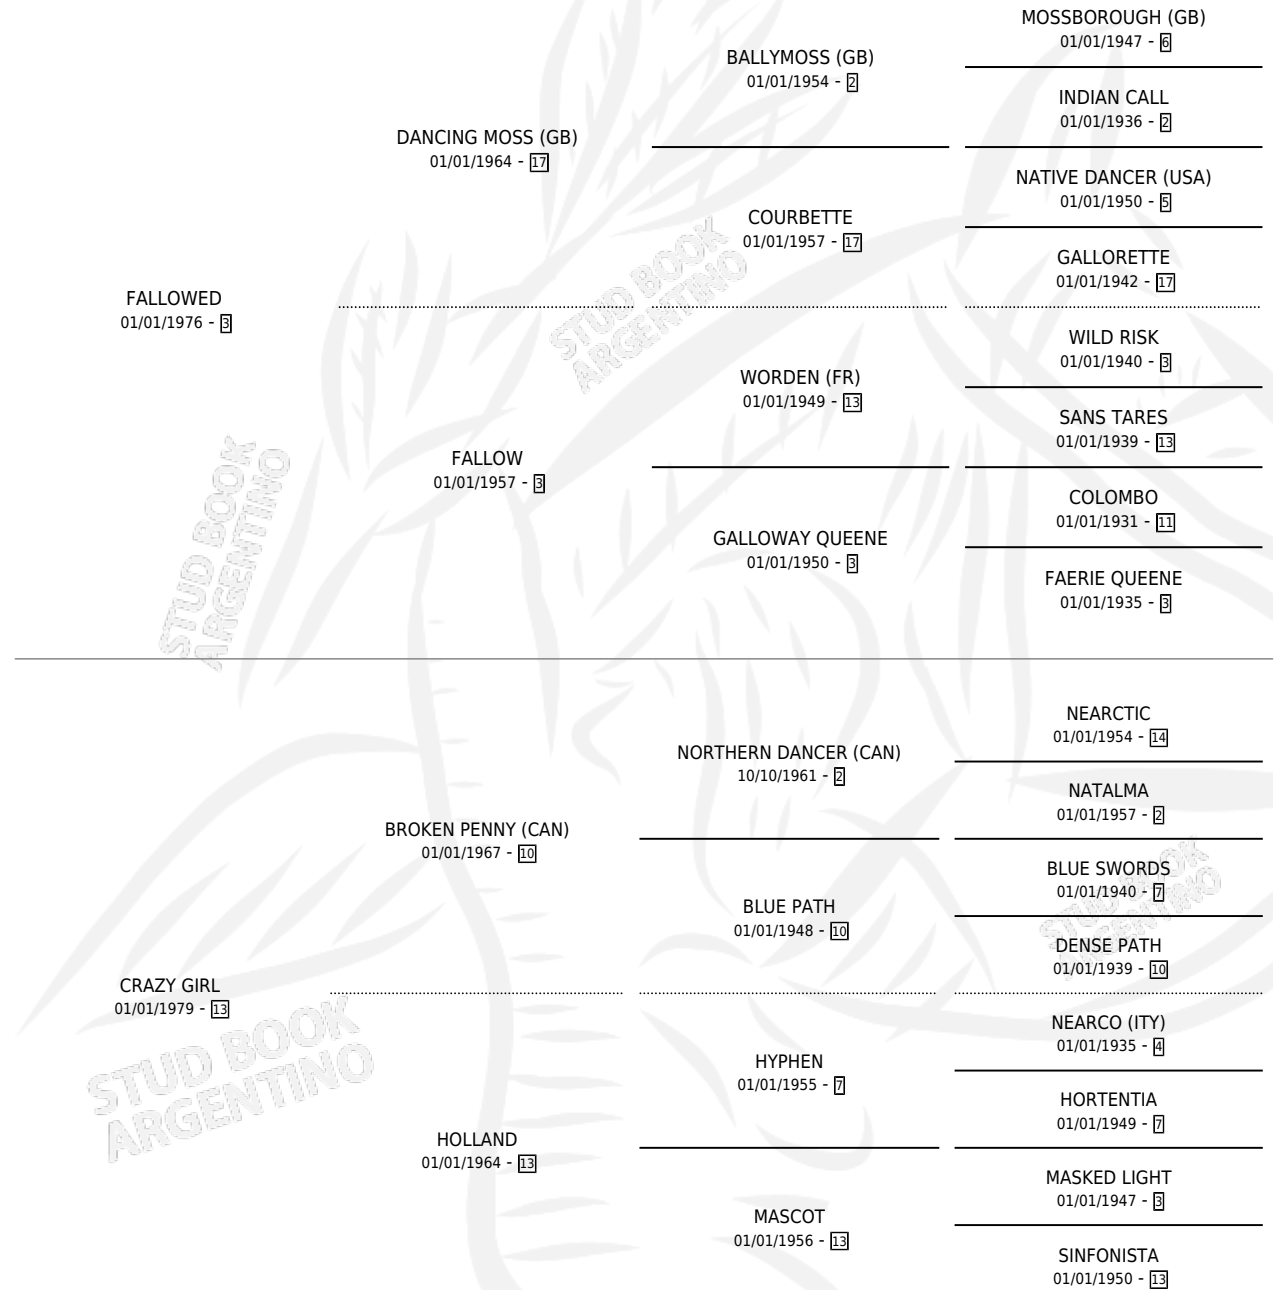 MOSSBOROUGH (GB)
01/01/1947 - 6
BALLYMOSS (GB)
01/01/1954 - 2
INDIAN CALL
01/01/1936 - 2
DANCING MOSS (GB)
01/01/1964 - 17
NATIVE DANCER (USA)
01/01/1950 - 5
COURBETTE
01/01/1957 - 17
GALLORETTE
01/01/1942 - 17
FALLOWED
01/01/1976 - 3
WILD RISK
01/01/1940 - 3
WORDEN (FR)
01/01/1949 - 13
SANS TARES
01/01/1939 - 13
FALLOW
01/01/1957 - 3
COLOMBO
01/01/1931 - 11
GALLOWAY QUEENE
01/01/1950 - 3
FAERIE QUEENE
01/01/1935 - 3
STUD BOOK
ARGENTINO
STUD BOOK
ARGENTINO
NEARCTIC
01/01/1954 - 14
NORTHERN DANCER (CAN)
10/10/1961 - 2
NATALMA
01/01/1957 - 2
BROKEN PENNY (CAN)
01/01/1967 - 10
BLUE SWORDS
01/01/1940 - 7
BLUE PATH
01/01/1948 - 10
DENSE PATH
01/01/1939 - 10
STUD BOOK
ARGENTINO
CRAZY GIRL
01/01/1979 - 13
NEARCO (ITY)
01/01/1935 - 4
HYPHEN
01/01/1955 - 7
HORTENTIA
01/01/1949 - 7
HOLLAND
01/01/1964 - 13
MASKED LIGHT
01/01/1947 - 3
MASCOT
01/01/1956 - 13
SINFONISTA
01/01/1950 - 13
STUD BOOK
ARGENTINO